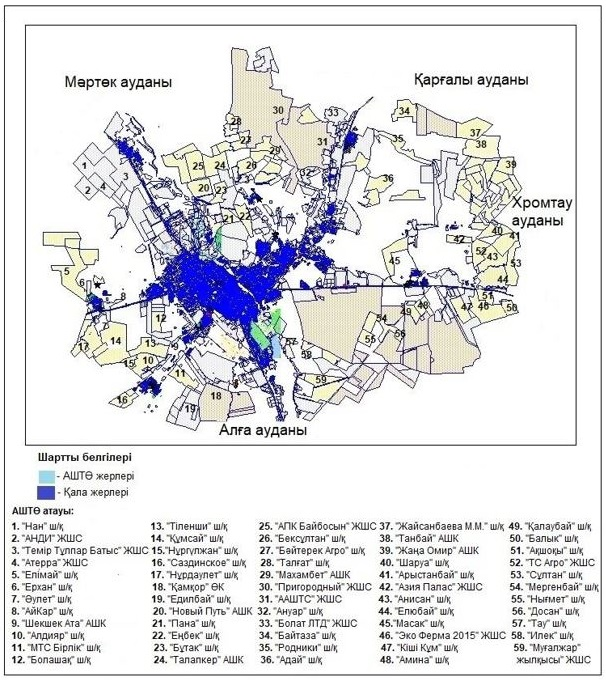 Мәртөк ауданы
Қарғалы ауданы
Хромтау
ауданы
Алға ауданы
Шартты белгілері
- АШТӨ жерлері
- Қала жерлері
АШТӨ атауы:
1. "Нан" ш/қ
2. "АНДИ" ЖШС
3. "Темір Тұлпар Батыс" ЖШС
4. "Атерра" ЖШС
5. "Елімай" ш/қ
6. "Ерхан" ш/қ
7. "Әулет" ш/қ
8. "АйКар" ш/қ
9. "Шекшек Ата" АШК
10. "Алдияр" ш/қ
11. "МТС Бірлік" ш/қ
12. "Болашақ" ш/қ
13. "Тіленши" ш/қ
14. "Құмсай" ш/қ
15. "Нұргүлжан" ш/қ
16. "Саздинское" ш/қ
17. "Нұрдаулет" ш/қ
18. "Қамқор" ӨК
19. "Едилбай" ш/қ
20. "Новый Путь" АШК
21. "Пана" ш/қ
22. "Еңбек" ш/қ
23. "Бұтак" ш/қ
24. "Талапкер" АШК
25. "АПК Байбосын" ЖШС
26. "Бексұлтан" ш/қ
27. "Бәйтерек Агро" ш/қ
28. "Талғат" ш/қ
29. "Махамбет" АШК
30. "Пригородный" ЖШС
31. "ААШТС" ЖШС
32. "Ануар" ш/қ
33. "Болат ЛТД" ЖШС
34. "Байтаза" ш/қ
35. "Родники" ш/қ
36. "Адай" ш/қ
37. "Жайсанбаева М.М." ш/қ
38. "Танбай" АШК
39. "Жаңа Омир" АШК
40. "Шаруа" ш/қ
41. "Арыстанбай" ш/қ
42. "Азия Палас" ЖШС
43. "Анисан" ш/қ
44. "Елюбай" ш/қ
45. "Масак" ш/қ
46. "Эко Ферма 2015" ЖШС
47. "Кіші Құм" ш/қ
48. "Амина" ш/қ
49. "Қалаубай" ш/қ
50. "Балык" ш/қ
51. "Ақшоқы" ш/қ
52. "ТС Агро" ЖШС
53. "Сұлтан" ш/қ
54. "Мергенбай" ш/қ
55. "Нығмет" ш/қ
56. "Досан" ш/қ
57. "Тау" ш/қ
58. "Илек" ш/қ
59. "Муғалжар
жылқысы" ЖШС